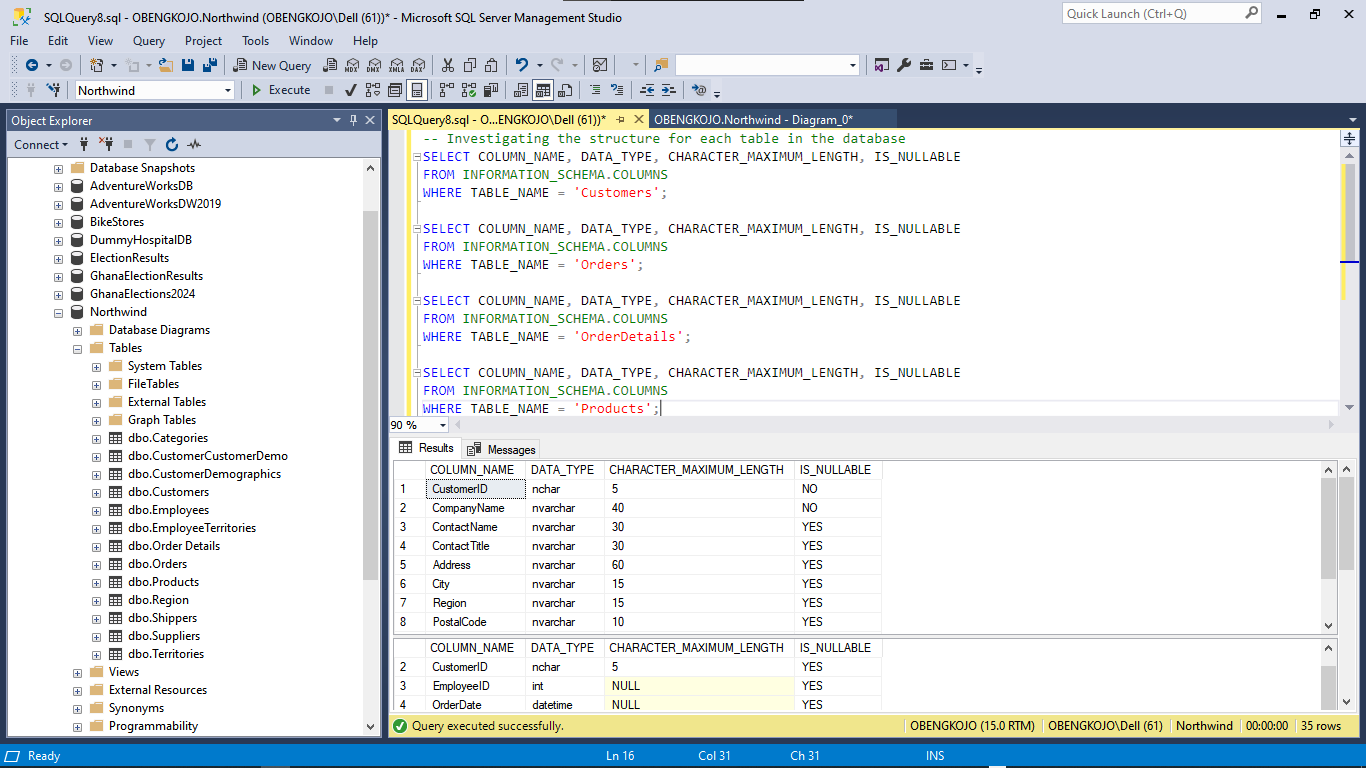 SQLQuery8.sql - OBENGKOJO.Northwind (OBENGKOJO\Dell (61))* - Microsoft SQL Server Management Studio
Quick Launch (Ctrl+Q)
File Edit View Query Project Tools Window Help
New Query MDX DMX XMLA DAX
Northwind Execute
Object Explorer
Connect
Database Snapshots
AdventureWorksDB
AdventureWorksDW2019
BikeStores
DummyHospitalDB
ElectionResults
GhanaElectionResults
GhanaElections2024
Northwind
Database Diagrams
Tables
System Tables
FileTables
External Tables
Graph Tables
dbo.Categories
dbo.CustomerCustomerDemo
dbo.CustomerDemographics
dbo.Customers
dbo.Employees
dbo.EmployeeTerritories
dbo.Order Details
dbo.Orders
dbo.Products
dbo.Region
dbo.Shippers
dbo.Suppliers
dbo.Territories
Views
External Resources
Synonyms
Programmability
SQLQuery8.sql - O...ENGKOJO\Dell (61))* OBENGKOJO.Northwind - Diagram_0*
-- Investigating the structure for each table in the database
SELECT COLUMN_NAME, DATA_TYPE, CHARACTER_MAXIMUM_LENGTH, IS_NULLABLE
FROM INFORMATION_SCHEMA.COLUMNS
WHERE TABLE_NAME = 'Customers';
SELECT COLUMN_NAME, DATA_TYPE, CHARACTER_MAXIMUM_LENGTH, IS_NULLABLE
FROM INFORMATION_SCHEMA.COLUMNS
WHERE TABLE_NAME = 'Orders';
SELECT COLUMN_NAME, DATA_TYPE, CHARACTER_MAXIMUM_LENGTH, IS_NULLABLE
FROM INFORMATION_SCHEMA.COLUMNS
WHERE TABLE_NAME = 'OrderDetails';
SELECT COLUMN_NAME, DATA_TYPE, CHARACTER_MAXIMUM_LENGTH, IS_NULLABLE
FROM INFORMATION_SCHEMA.COLUMNS
WHERE TABLE_NAME = 'Products';
90 %
Results Messages
COLUMN_NAME DATA_TYPE CHARACTER_MAXIMUM_LENGTH IS_NULLABLE
1 CustomerID nchar 5 NO
2 CompanyName nvarchar 40 NO
3 ContactName nvarchar 30 YES
4 ContactTitle nvarchar 30 YES
5 Address nvarchar 60 YES
6 City nvarchar 15 YES
7 Region nvarchar 15 YES
8 PostalCode nvarchar 10 YES
COLUMN_NAME DATA_TYPE CHARACTER_MAXIMUM_LENGTH IS_NULLABLE
2 CustomerID nchar 5 YES
3 EmployeeID int NULL YES
4 OrderDate datetime NULL YES
Query executed successfully. OBENGKOJO (15.0 RTM) OBENGKOJO\Dell (61) Northwind 00:00:00 35 rows
Ready Ln 16 Col 31 Ch 31 INS